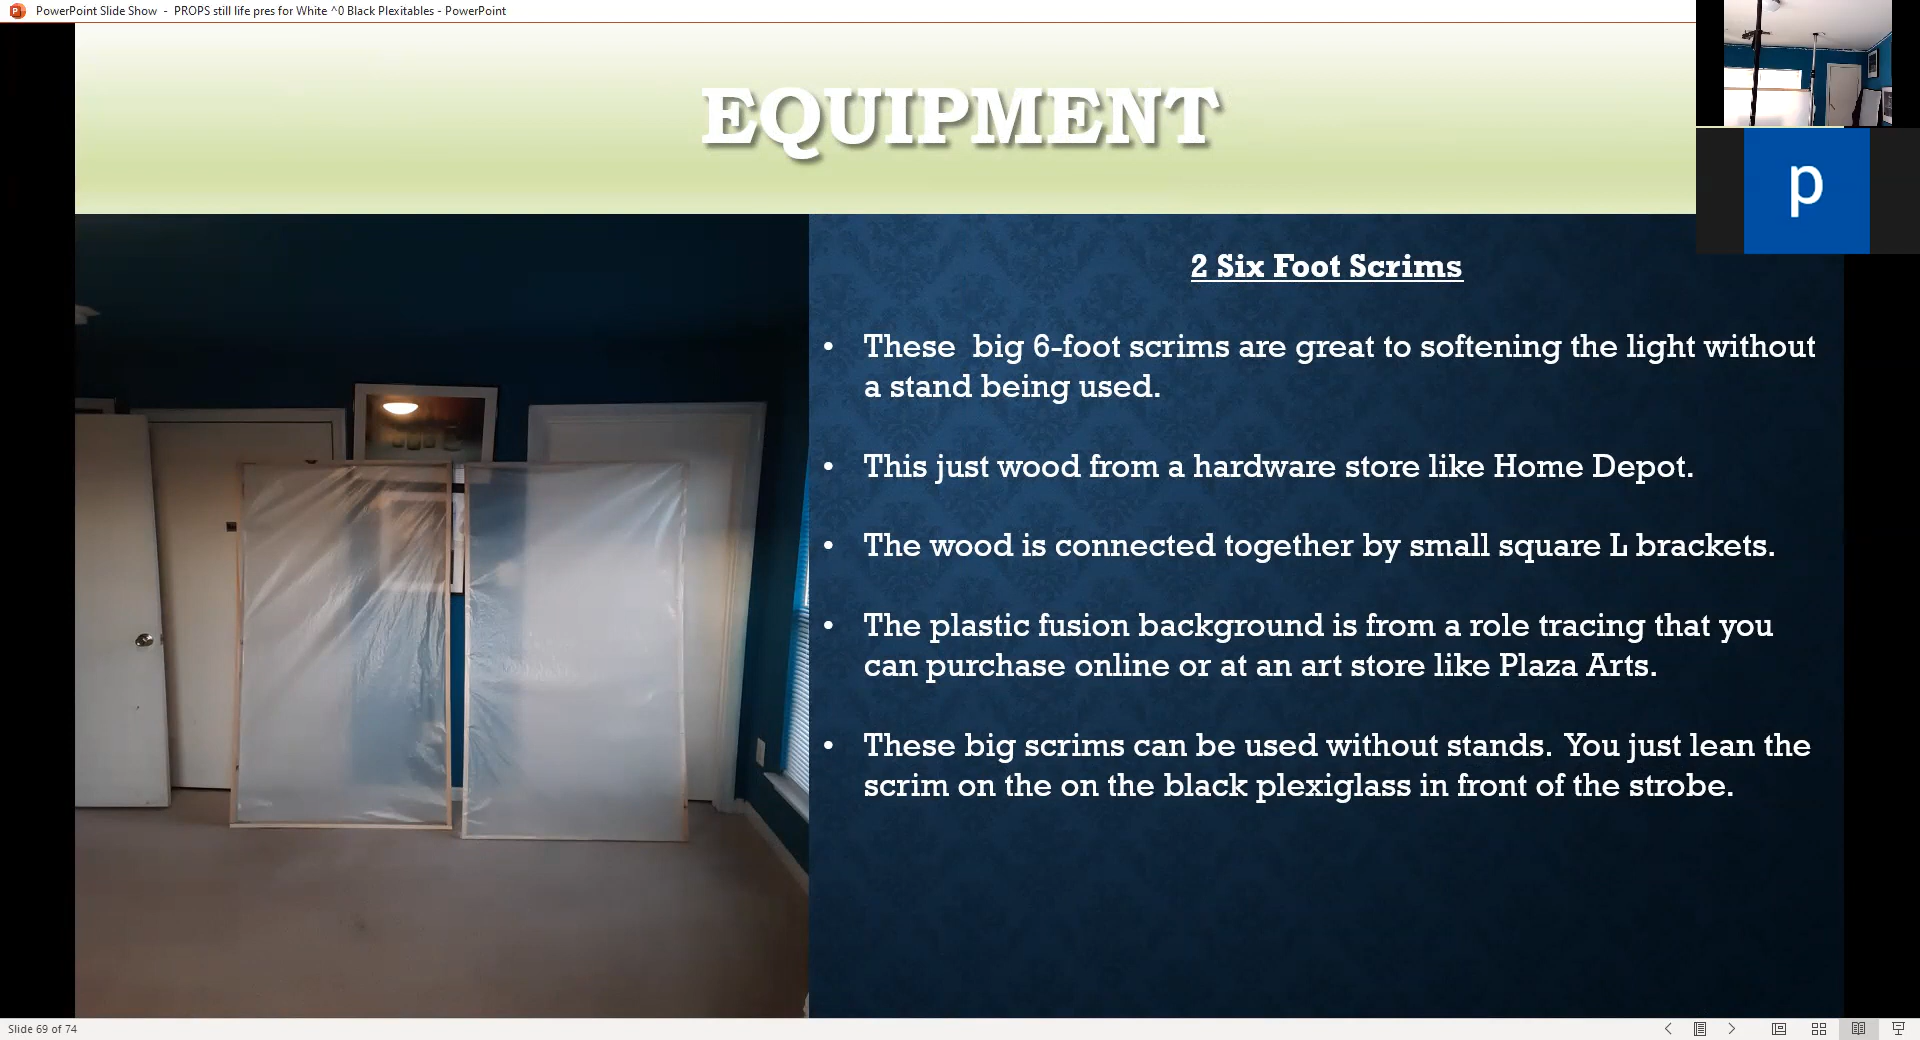 PowerPoint Slide Show - PROPS still life pres for White ^0 Black Plexitables - PowerPoint
EQUIPMENT
p
2 Six Foot Scrims
• These  big 6-foot scrims are great to softening the light without
a stand being used.
• This just wood from a hardware store like Home Depot.
• The wood is connected together by small square L brackets.
• The plastic fusion background is from a role tracing that you
can purchase online or at an art store like Plaza Arts.
• These big scrims can be used without stands.  You just lean the
scrim on the on the black plexiglass in front of the strobe.
Slide 69 of 74